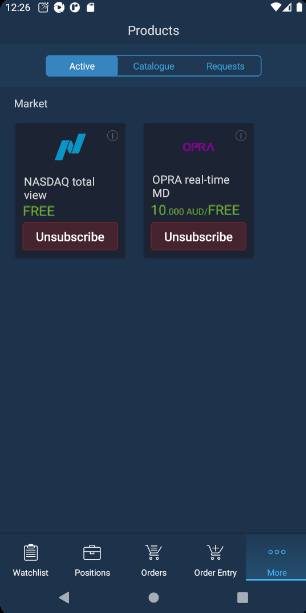 12:26
Products
Active Catalogue Requests
Market
NASDAQ total
view
FREE
Unsubscribe
OPRA
OPRA real-time
MD
10.000 AUD/FREE
Unsubscribe
Watchlist Positions Orders Order Entry More